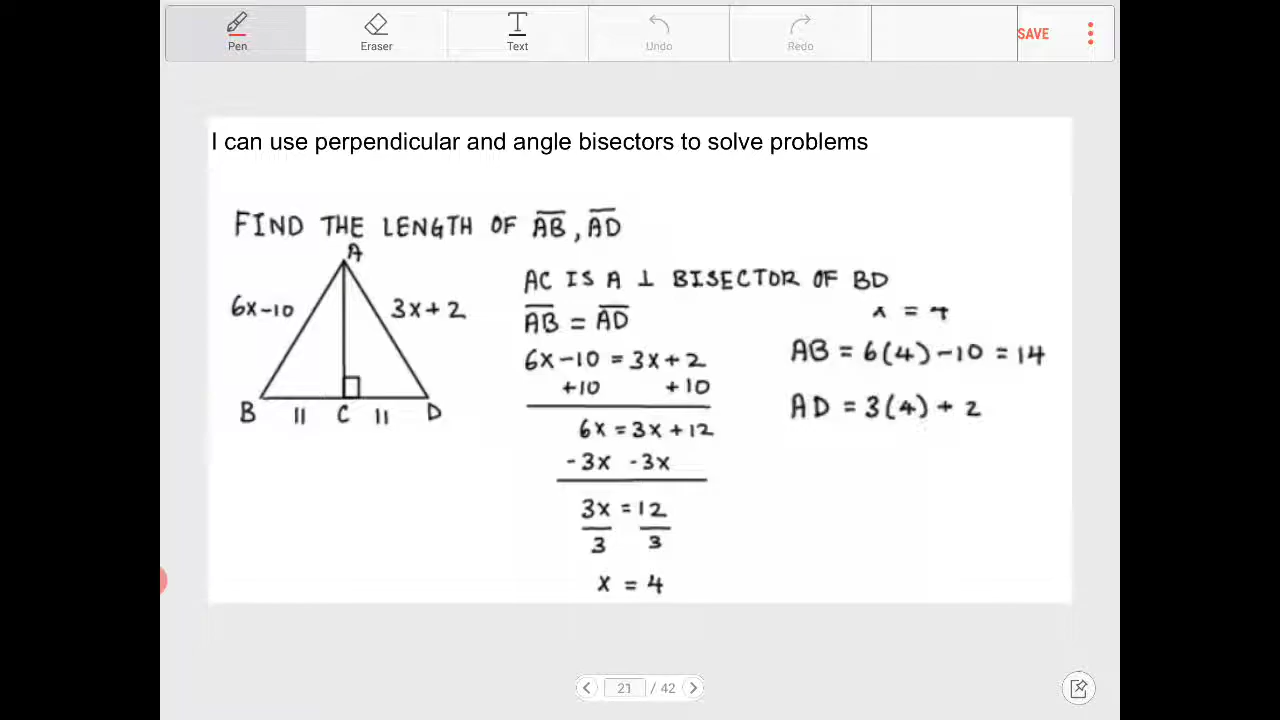 Pen
Eraser
Text
Undo
Redo
SAVE
I can use perpendicular and angle bisectors to solve problems
FIND THE LENGTH OF AB, AD
A
6x-10
3x+2
B 11 C 11 D
AC IS A ⊥ BISECTOR OF BD
AB = AD
6x-10 = 3x+2
+10 +10
6x = 3x+12
-3x -3x
3x = 12
3 3
x = 4
x = 4
AB = 6(4)-10 = 14
AD = 3(4)+2
21 / 42